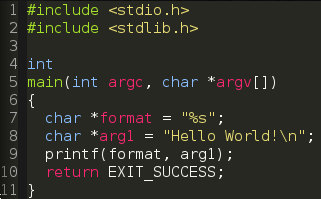 1 #include <stdio.h>
2 #include <stdlib.h>
3
4 int
5 main(int argc, char *argv[])
6 {
7   char *format = "%s";
8   char *arg1 = "Hello World!\n";
9   printf(format, arg1);
10   return EXIT_SUCCESS;
11 }